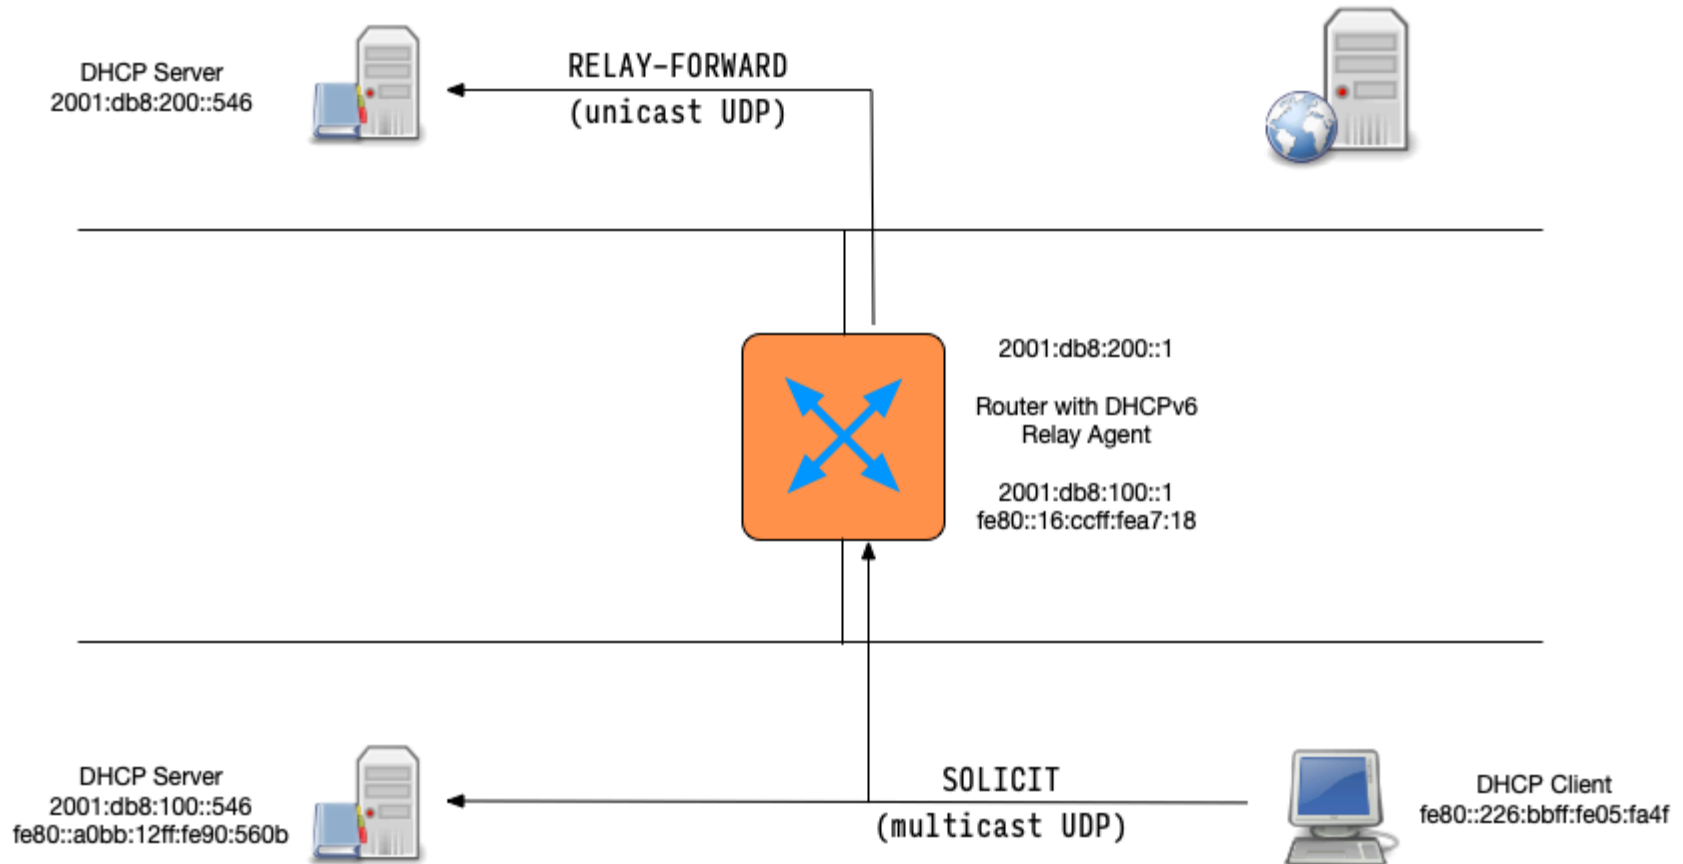 DHCP Server
2001:db8:200::546
RELAY-FORWARD
(unicast UDP)
2001:db8:200::1
Router with DHCPv6
Relay Agent
2001:db8:100::1
fe80::16:ccff:fea7:18
DHCP Server
2001:db8:100::546
fe80::a0bb:12ff:fe90:560b
SOLICIT
(multicast UDP)
DHCP Client
fe80::226:bbff:fe05:fa4f